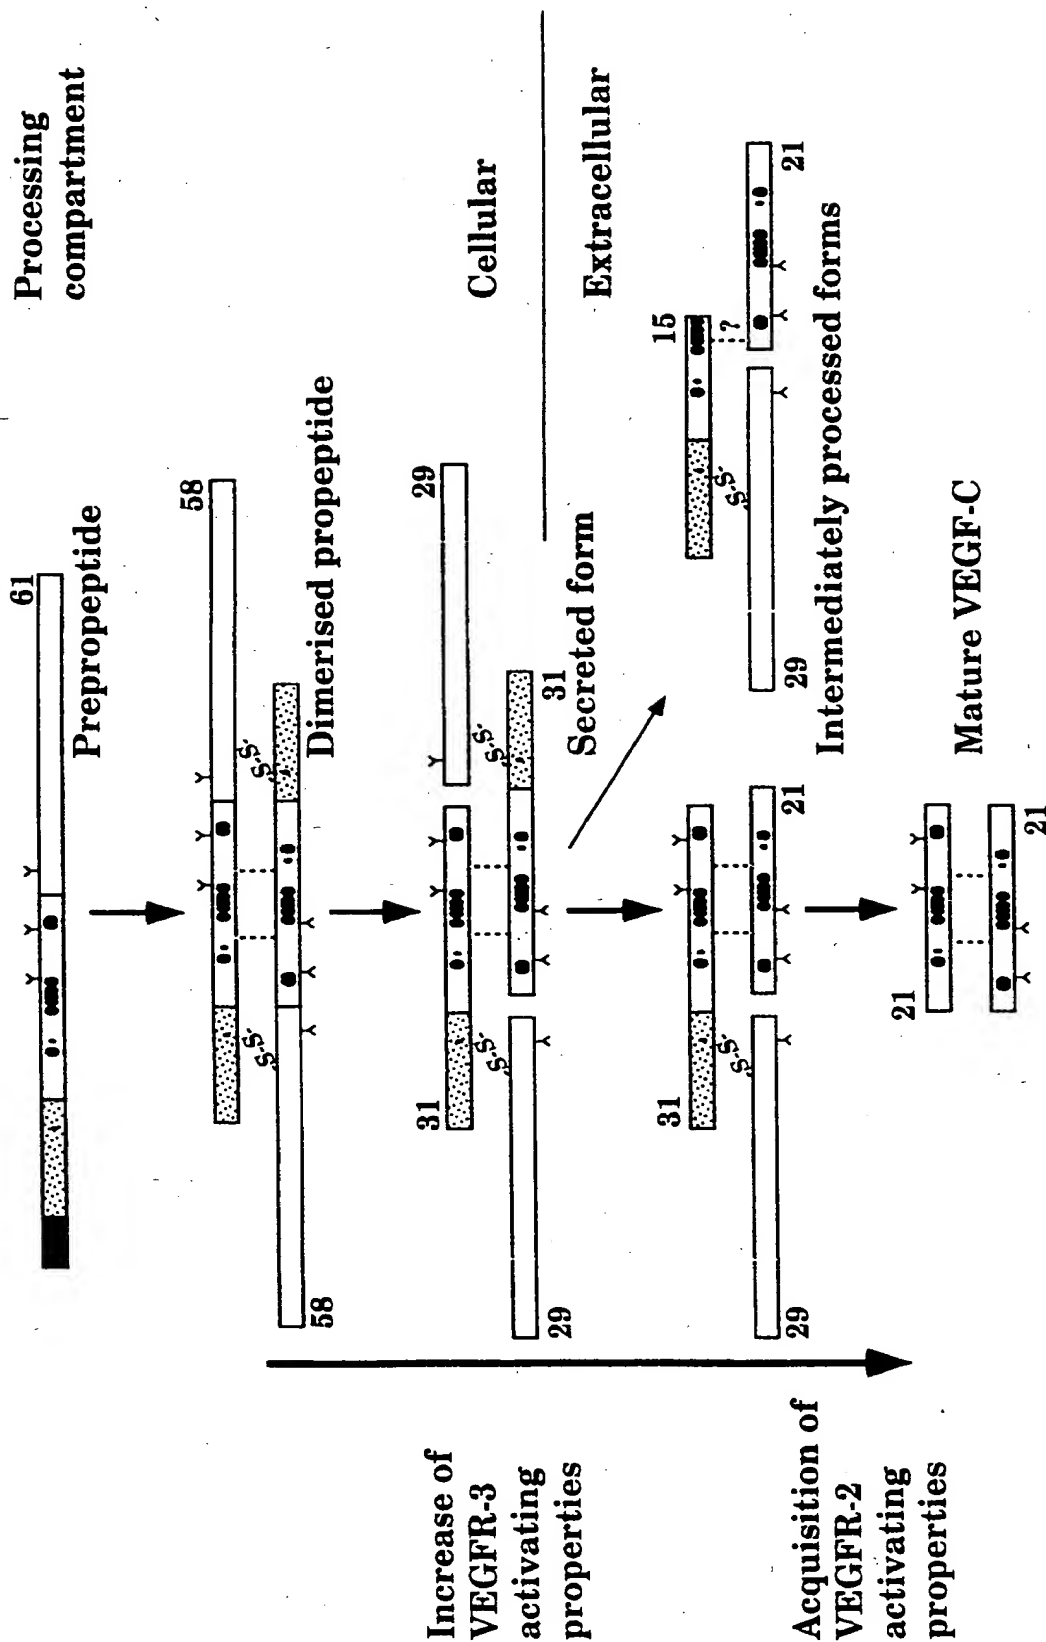 Processing
compartment
61
Prepropeptide
58
58
Dimerised propeptide
S-S
S-S
Cellular
29
31
S-S
S-S
29
31
Secreted form
Extracellular
31
S-S
29
21
15
S-S
?
29
21
Intermediately processed forms
21
21
Mature VEGF-C
Increase of
VEGFR-3
activating
properties
Acquisition of
VEGFR-2
activating
properties